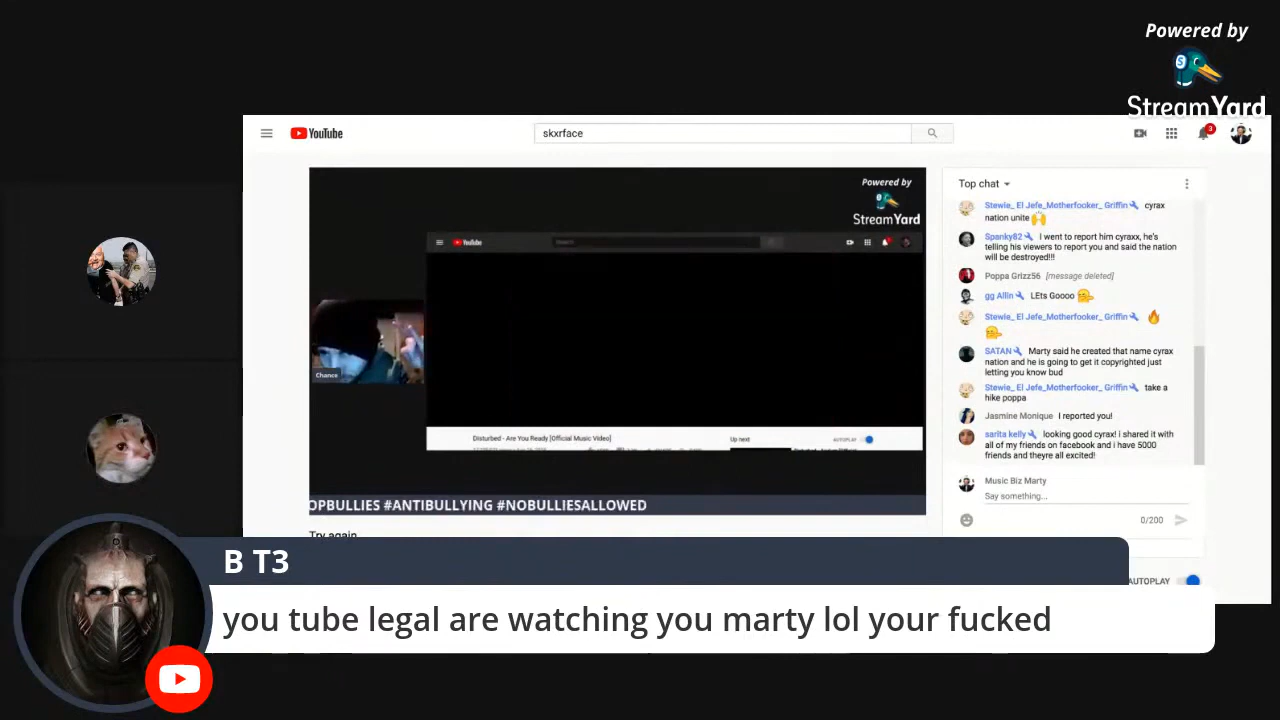 Powered by
StreamYard
YouTube
skxrface
3
Powered by
StreamYard
YouTube
Search
Chance
Disturbed - Are You Ready [Official Music Video]
Up next
AUTOPLAY
OPBULLIES #ANTIBULLYING #NOBULLIESALLOWED
Try again
Top chat
Stewie_ El Jefe_Motherfooker_ Griffin cyrax
nation unite
Spanky82 I went to report him cyraxx, he's
telling his viewers to report you and said the nation
will be destroyed!!!
Poppa Grizz56 [message deleted]
gg Allin LEts Goooo
Stewie_ El Jefe_Motherfooker_ Griffin
SATAN Marty said he created that name cyrax
nation and he is going to get it copyrighted just
letting you know bud
Stewie_ El Jefe_Motherfooker_ Griffin take a
hike poppa
Jasmine Monique I reported you!
sarita kelly looking good cyrax! i shared it with
all of my friends on facebook and i have 5000
friends and theyre all excited!
Music Biz Marty
Say something...
0/200
AUTOPLAY
B T3
you tube legal are watching you marty lol your fucked